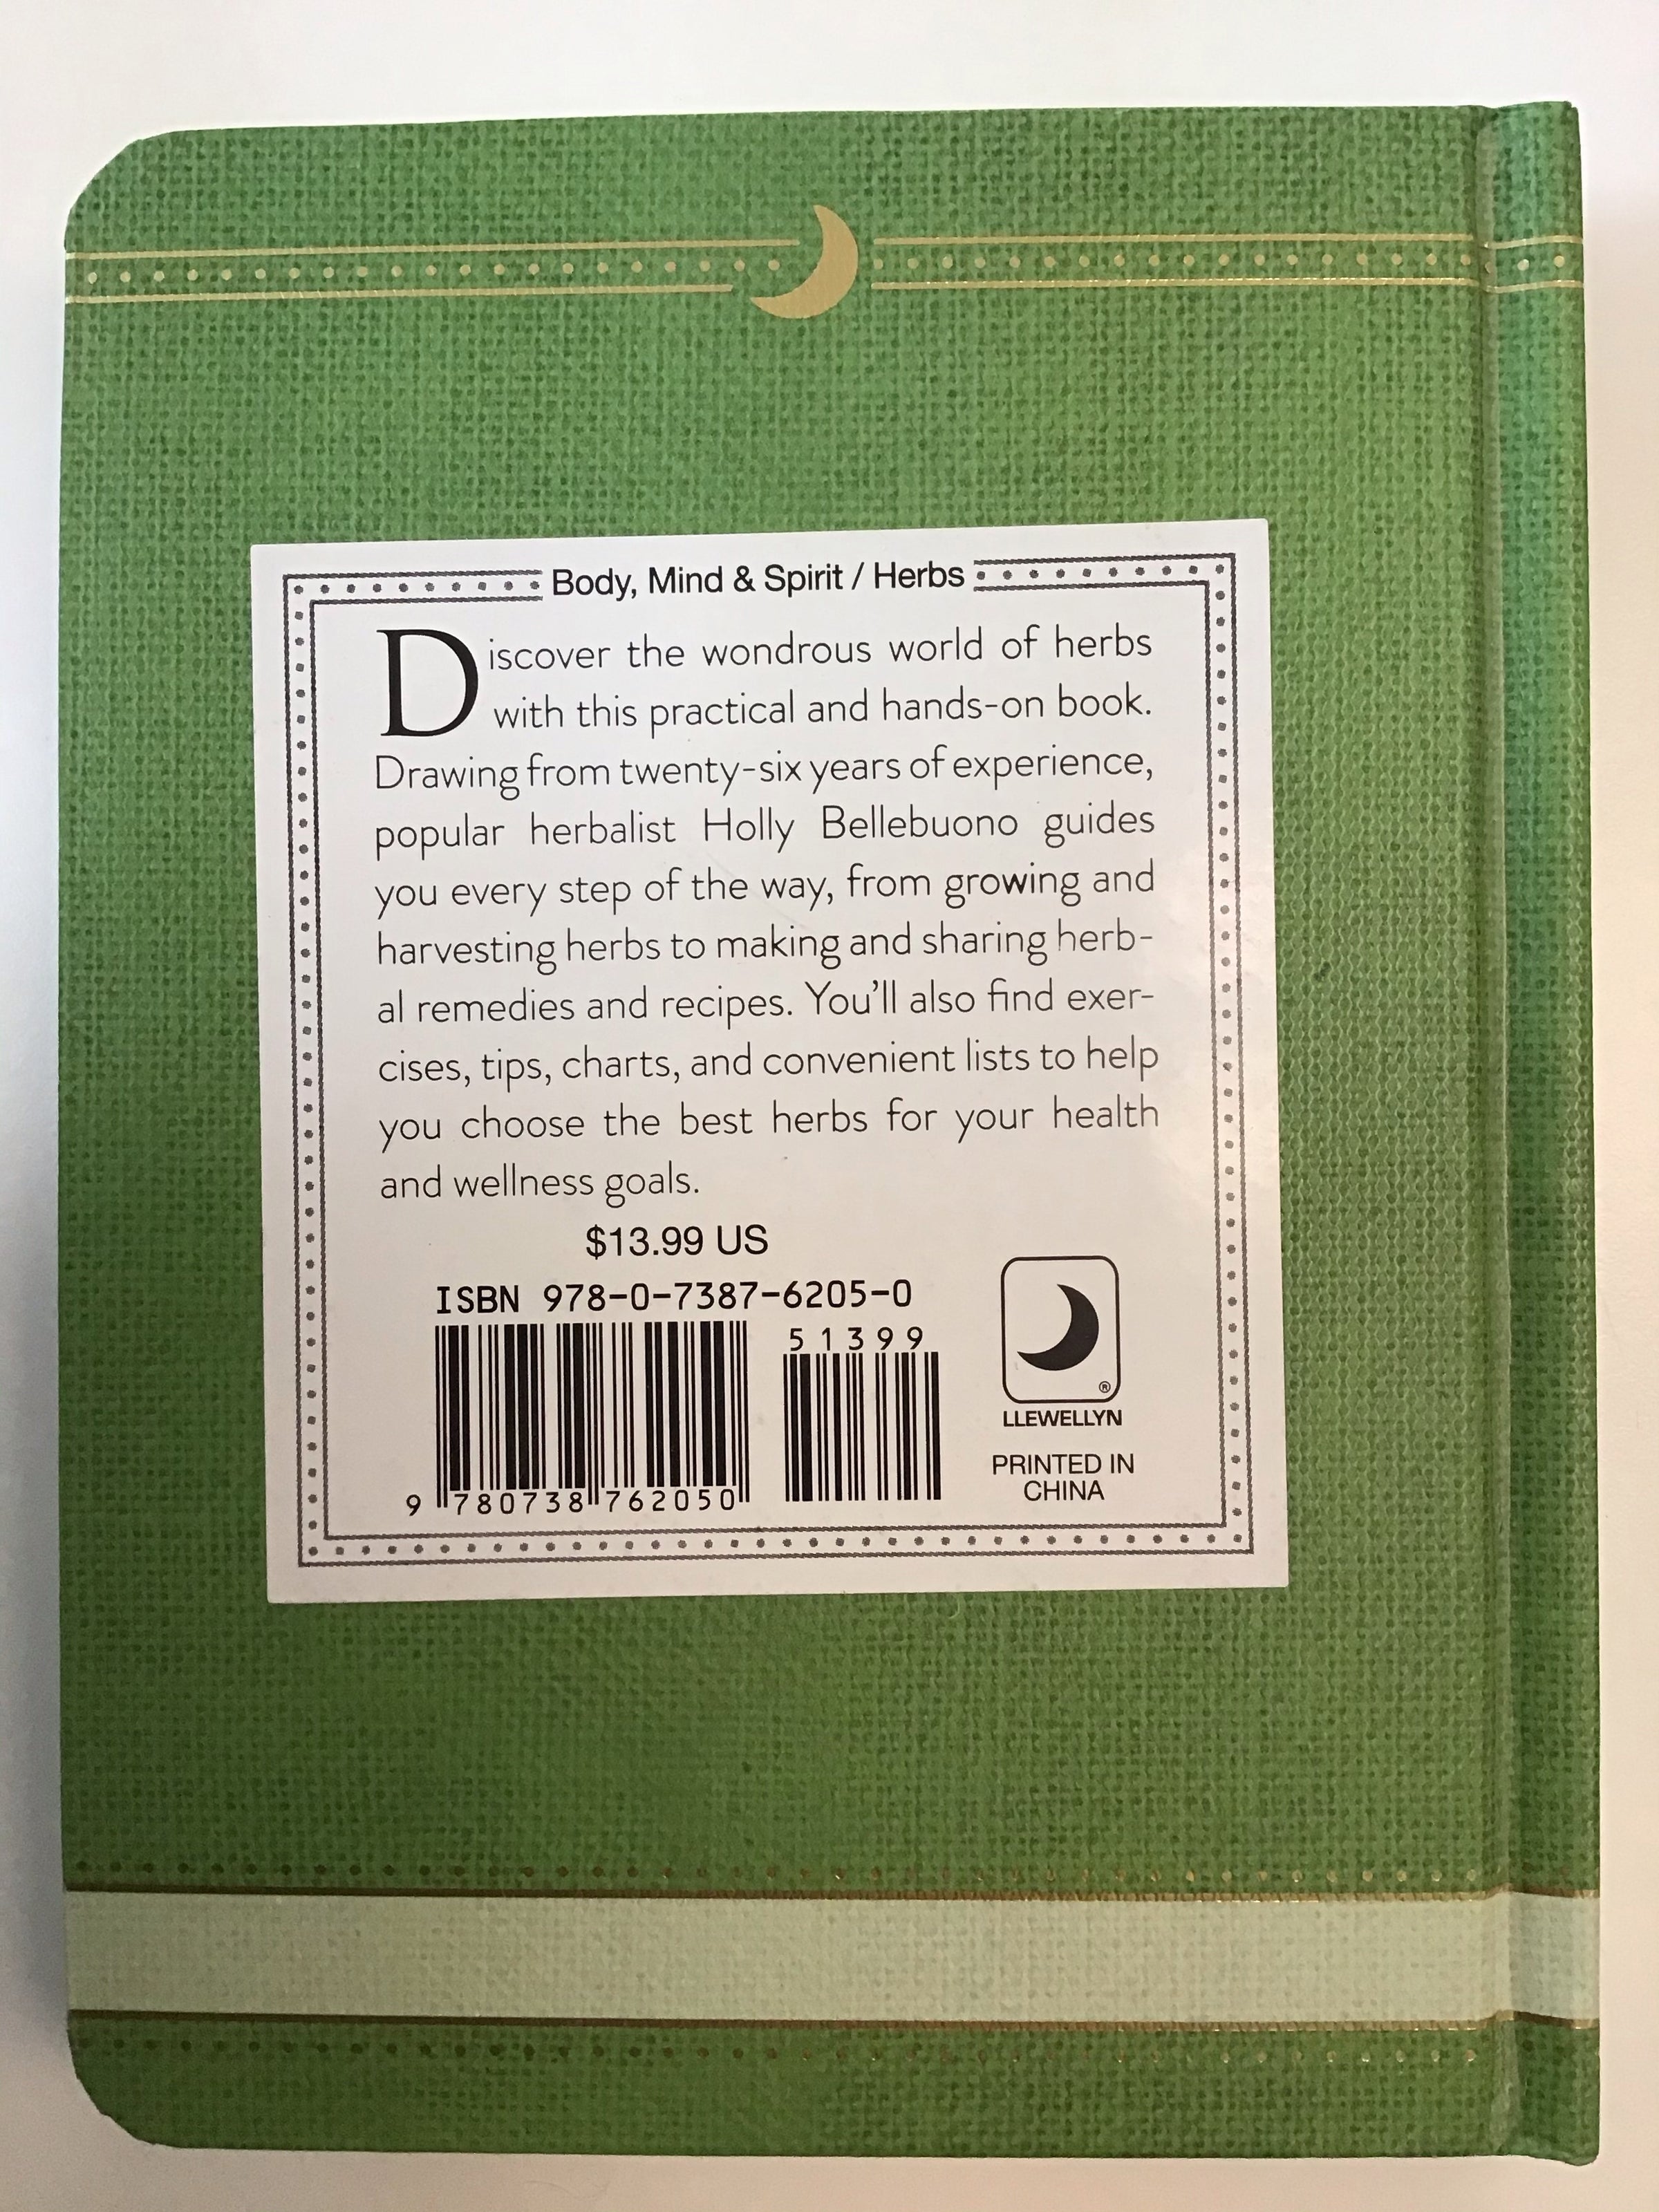 Body, Mind & Spirit / Herbs
Discover the wondrous world of herbs
with this practical and hands-on book.
Drawing from twenty-six years of experience,
popular herbalist Holly Bellebuono guides
you every step of the way, from growing and
harvesting herbs to making and sharing herb-
al remedies and recipes. You'll also find exer-
cises, tips, charts, and convenient lists to help
you choose the best herbs for your health
and wellness goals.
$13.99 US
ISBN 978-0-7387-6205-0
51399
9 780738 762050
®
LLEWELLYN
PRINTED IN
CHINA